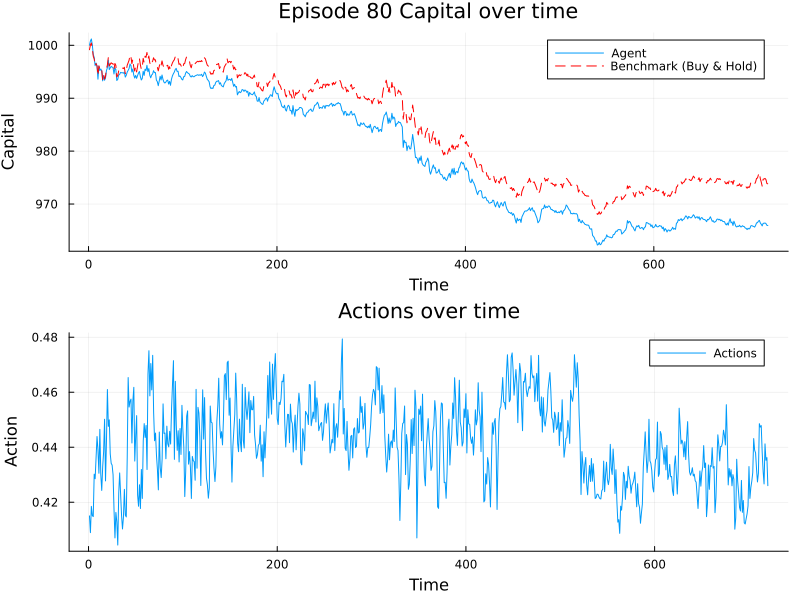 Episode 80 Capital over time
Capital
1000
990
980
970
Agent
Benchmark (Buy & Hold)
0
200
400
600
Time
Actions over time
Action
0.48
0.46
0.44
0.42
Actions
0
200
400
600
Time